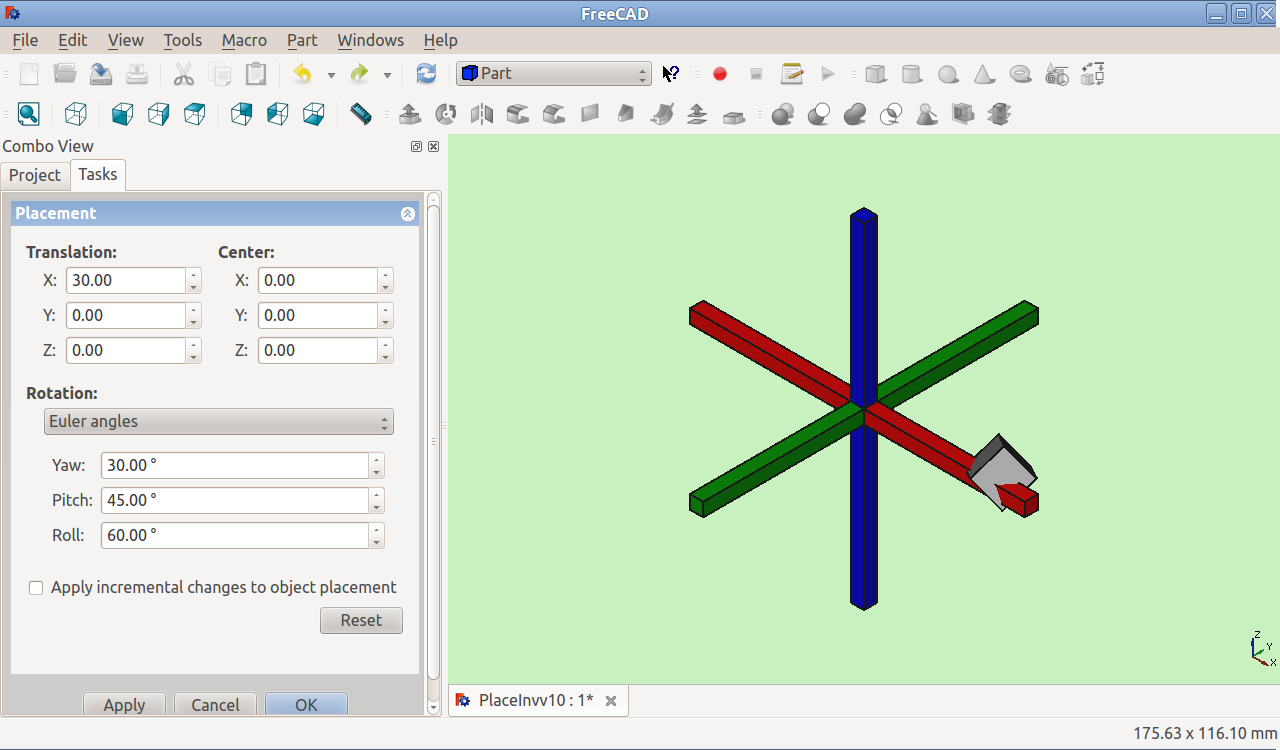 FreeCAD
File Edit View Tools Macro Part Windows Help
Part
Combo View
Project Tasks
Placement
Translation: Center:
X: 30.00 X: 0.00
Y: 0.00 Y: 0.00
Z: 0.00 Z: 0.00
Rotation:
Euler angles
Yaw: 30.00 °
Pitch: 45.00 °
Roll: 60.00 °
Apply incremental changes to object placement
Reset
Apply Cancel OK
Z
Y
X
PlaceInvv10 : 1*
175.63 x 116.10 mm